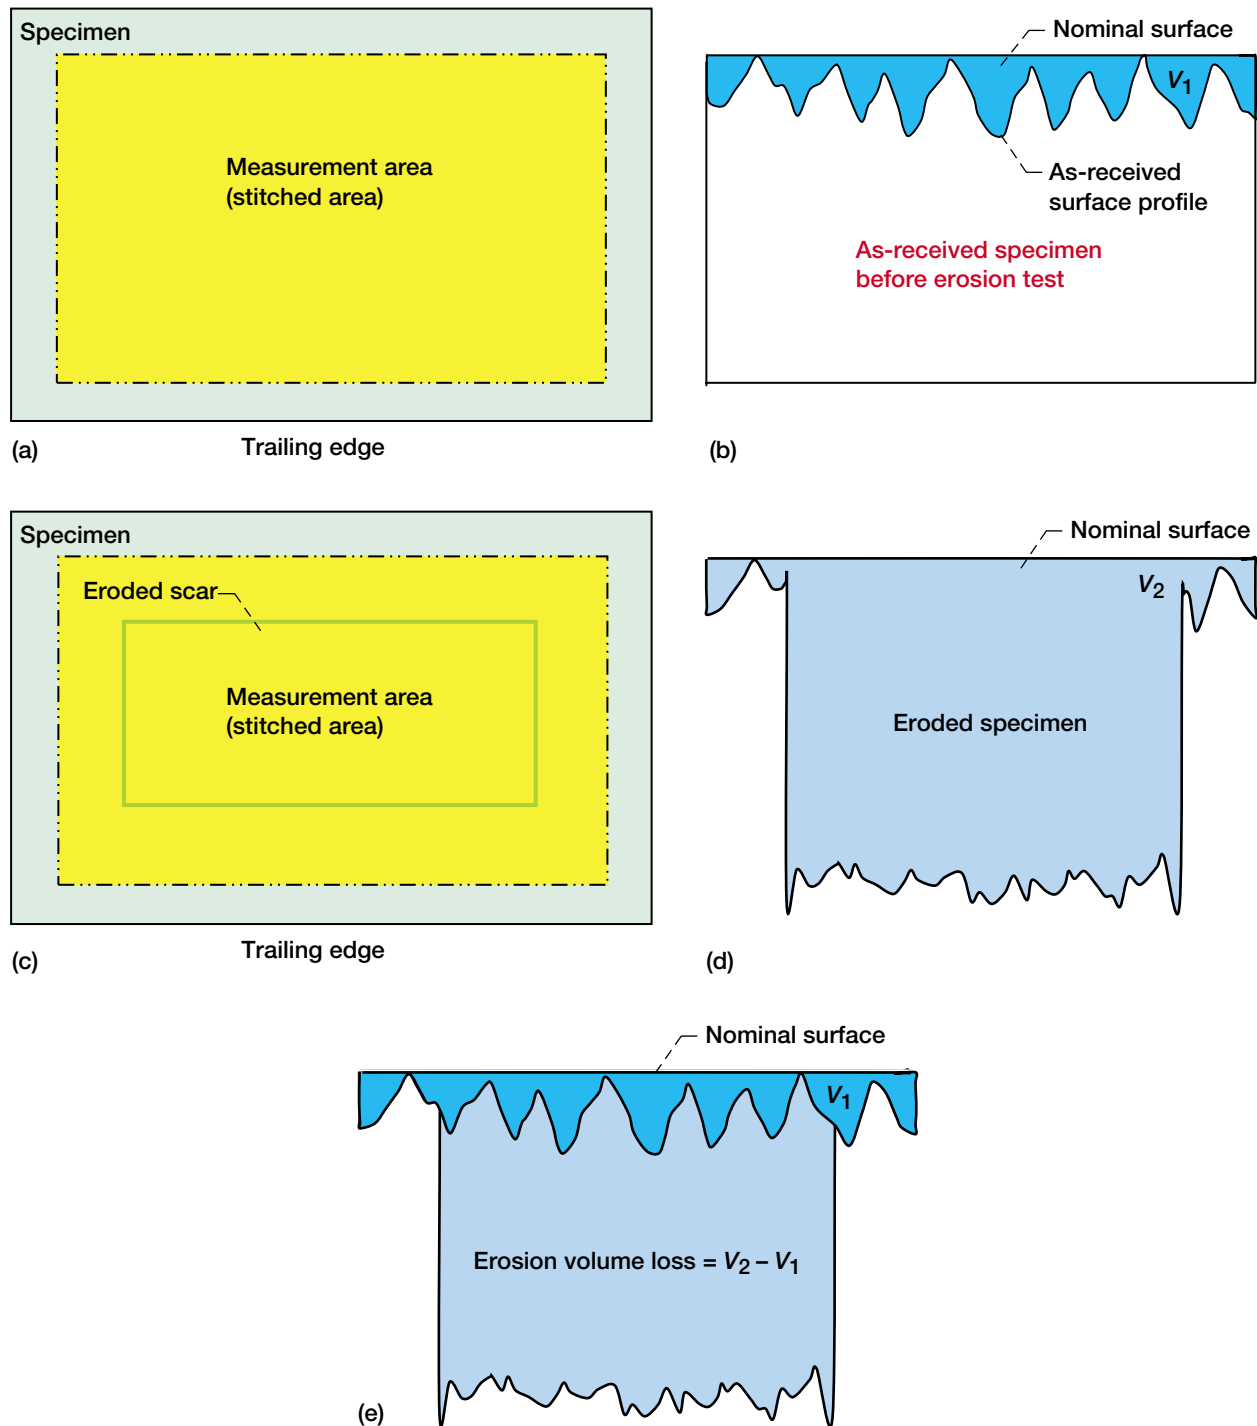 Specimen
Measurement area
(stitched area)
Trailing edge
(a)
Nominal surface
V1
As-received
surface profile
As-received specimen
before erosion test
(b)
Specimen
Eroded scar
Measurement area
(stitched area)
Trailing edge
(c)
Nominal surface
V2
Eroded specimen
(d)
Nominal surface
V1
Erosion volume loss = V2 – V1
(e)